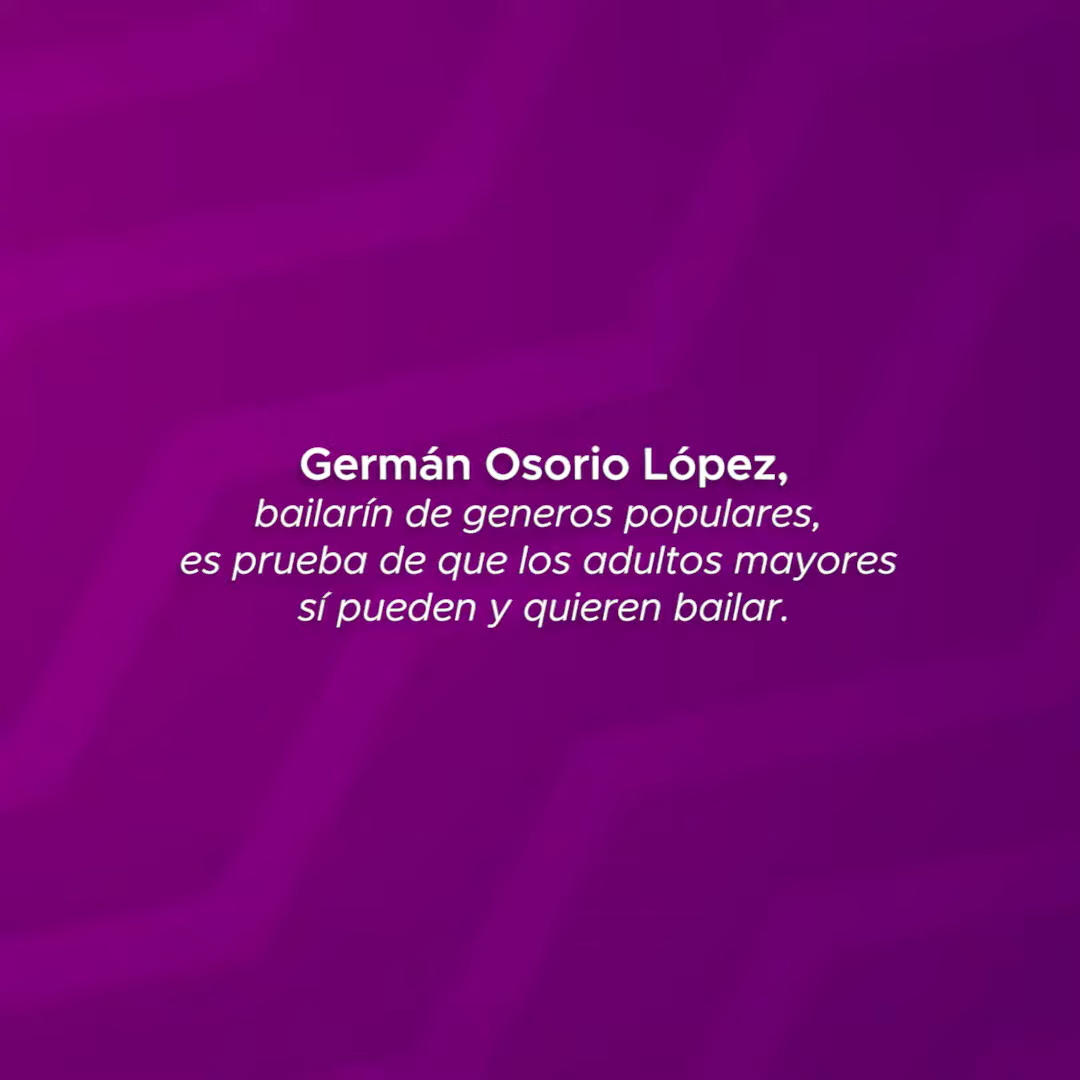 Germán Osorio López,
bailarín de generos populares,
es prueba de que los adultos mayores
sí pueden y quieren bailar.